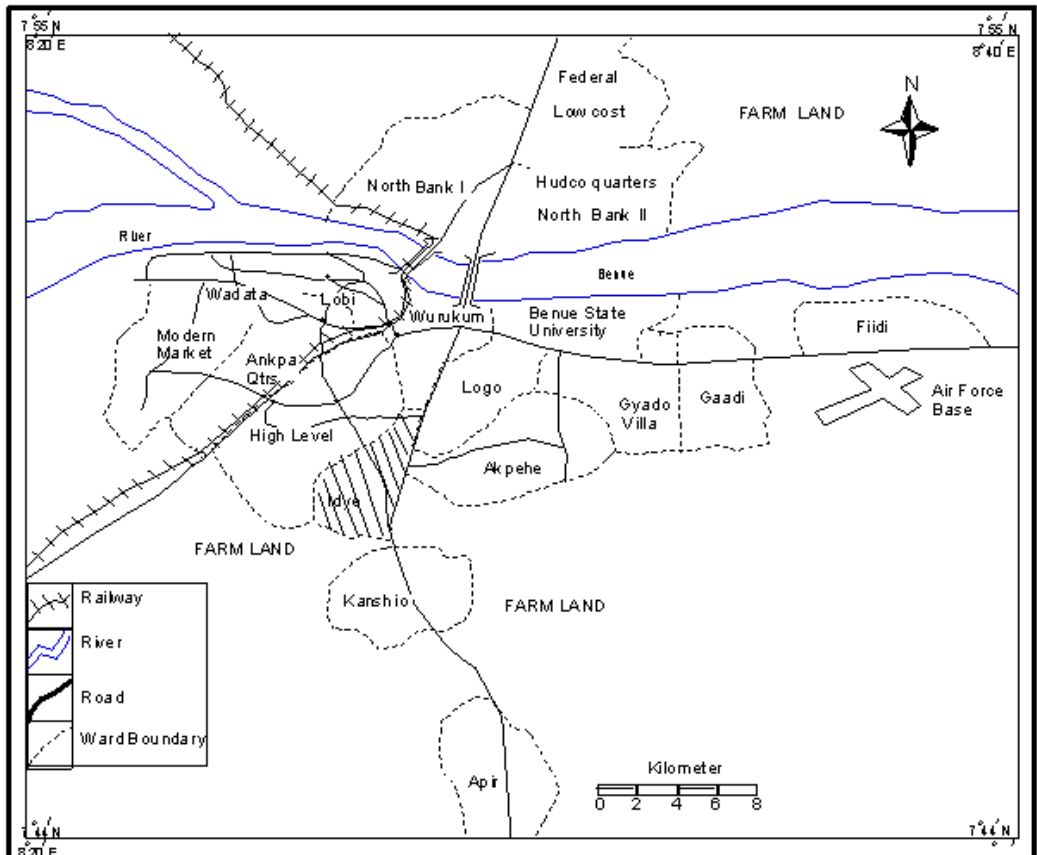 7°55' N
8°20' E
7°55' N
8°40' E
N
Federal
Low cost
FARM LAND
North Bank I
Hudco quarters
North Bank II
River
Benue
Wadata
Lobi
Wurukum
Benue State
University
Fiidi
Modern
Market
Ankpa
Qtrs
Logo
Gyado
Villa
Gaadi
Air Force
Base
High Level
Akpehe
Idye
FARM LAND
Kanshio
FARM LAND
Railway
River
Road
Ward Boundary
Apir
Kilometer
0 2 4 6 8
7°44' N
8°20' E
7°44' N